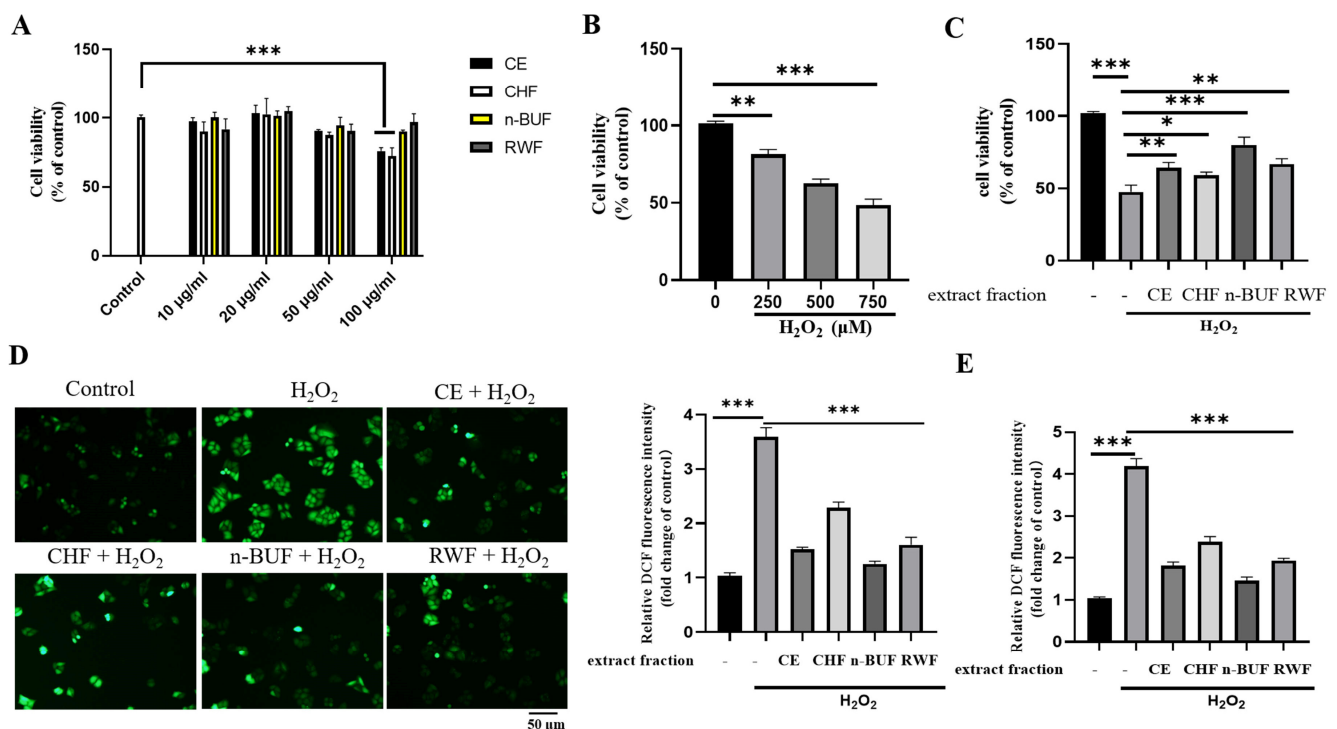 A
***
CE
CHF
n-BUF
RWF
Cell viability
(% of control)
150
100
50
0
Control
10 µg/ml
20 µg/ml
50 µg/ml
100 µg/ml
B
***
**
Cell viability
(% of control)
150
100
50
0
0 250 500 750
H₂O₂ (µM)
C
***
**
***
*
**
cell viability
(% of control)
150
100
50
0
extract fraction - - CE CHF n-BUF RWF
H₂O₂
D
Control H₂O₂ CE + H₂O₂
CHF + H₂O₂ n-BUF + H₂O₂ RWF + H₂O₂
50 µm
*** ***
Relative DCF fluorescence intensity
(fold change of control)
4
3
2
1
0
extract fraction - - CE CHF n-BUF RWF
H₂O₂
E
*** ***
Relative DCF fluorescence intensity
(fold change of control)
5
4
3
2
1
0
extract fraction - - CE CHF n-BUF RWF
H₂O₂